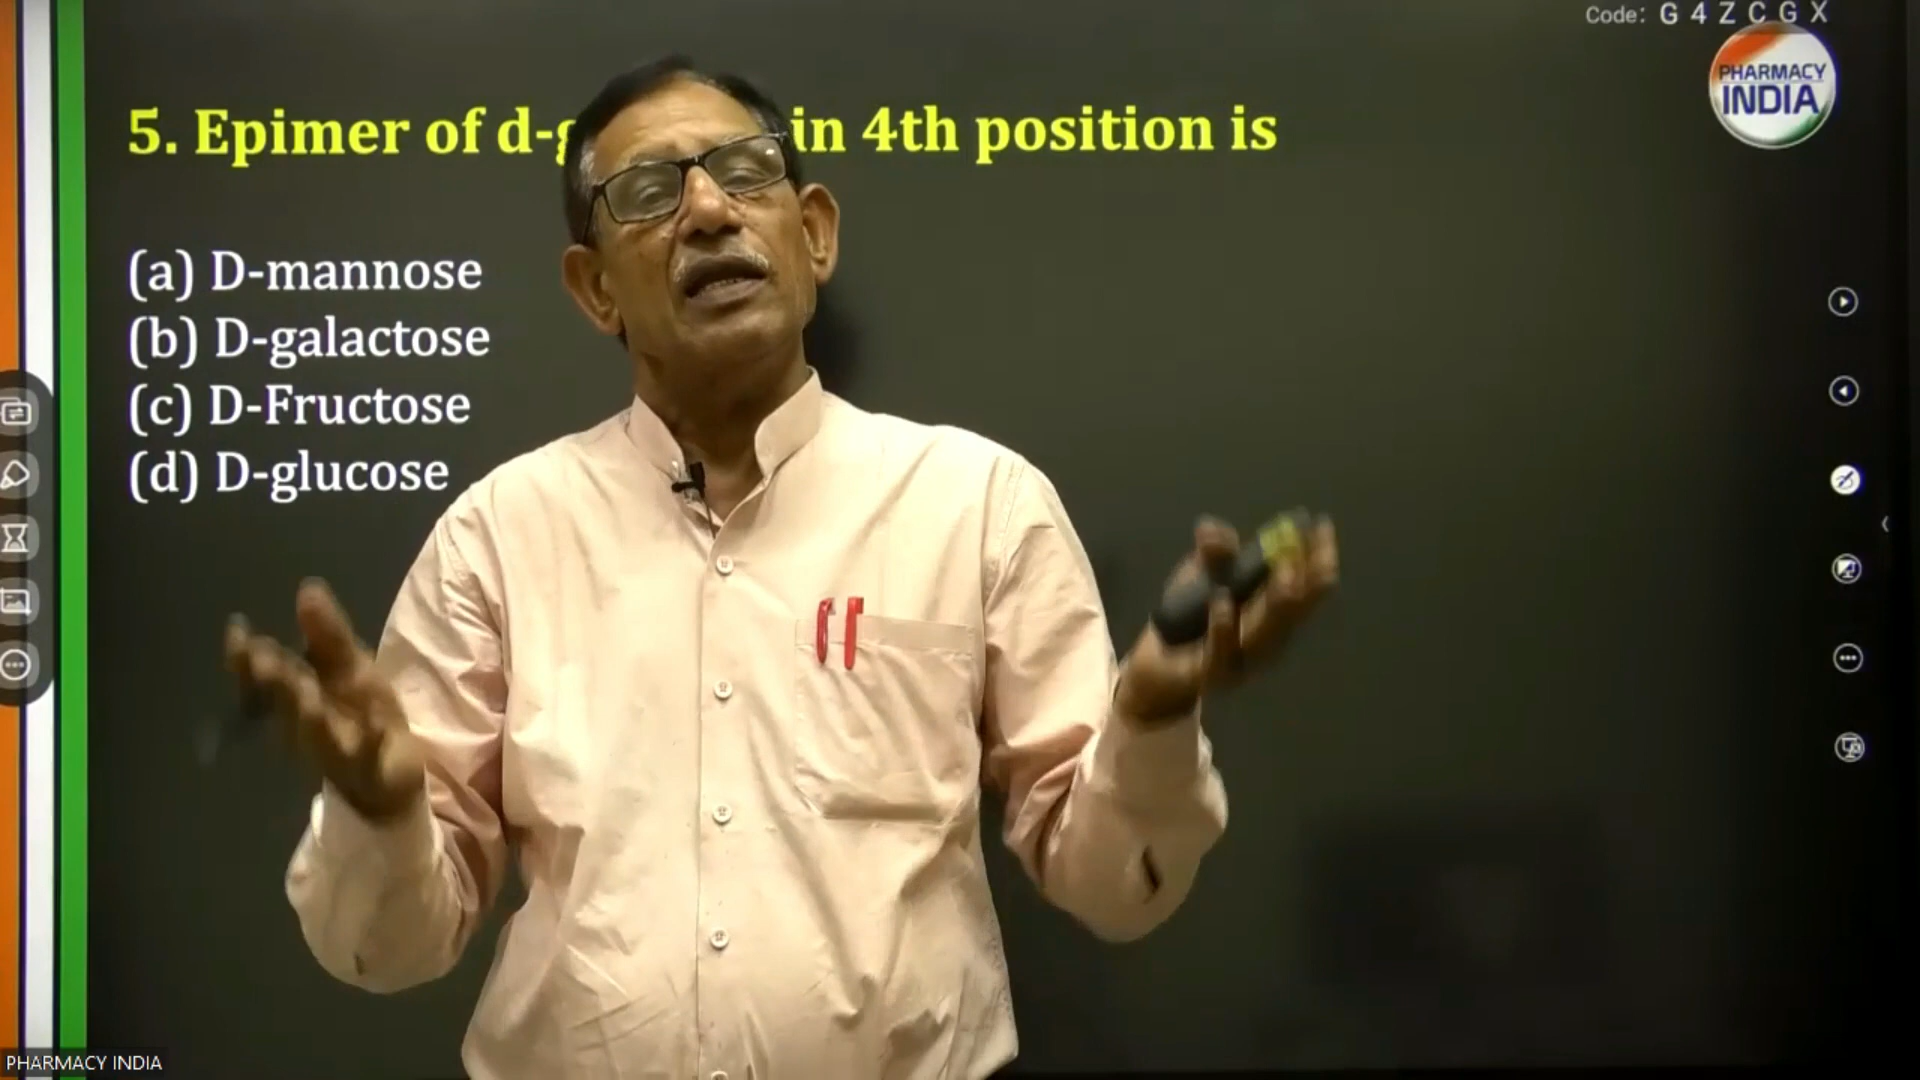 Code: G 4 Z C G X
PHARMACY
INDIA
5. Epimer of in 4th position is
(a) D-mannose
(b) D-galactose
(c) D-Fructose
(d) D-glucose
PHARMACY INDIA